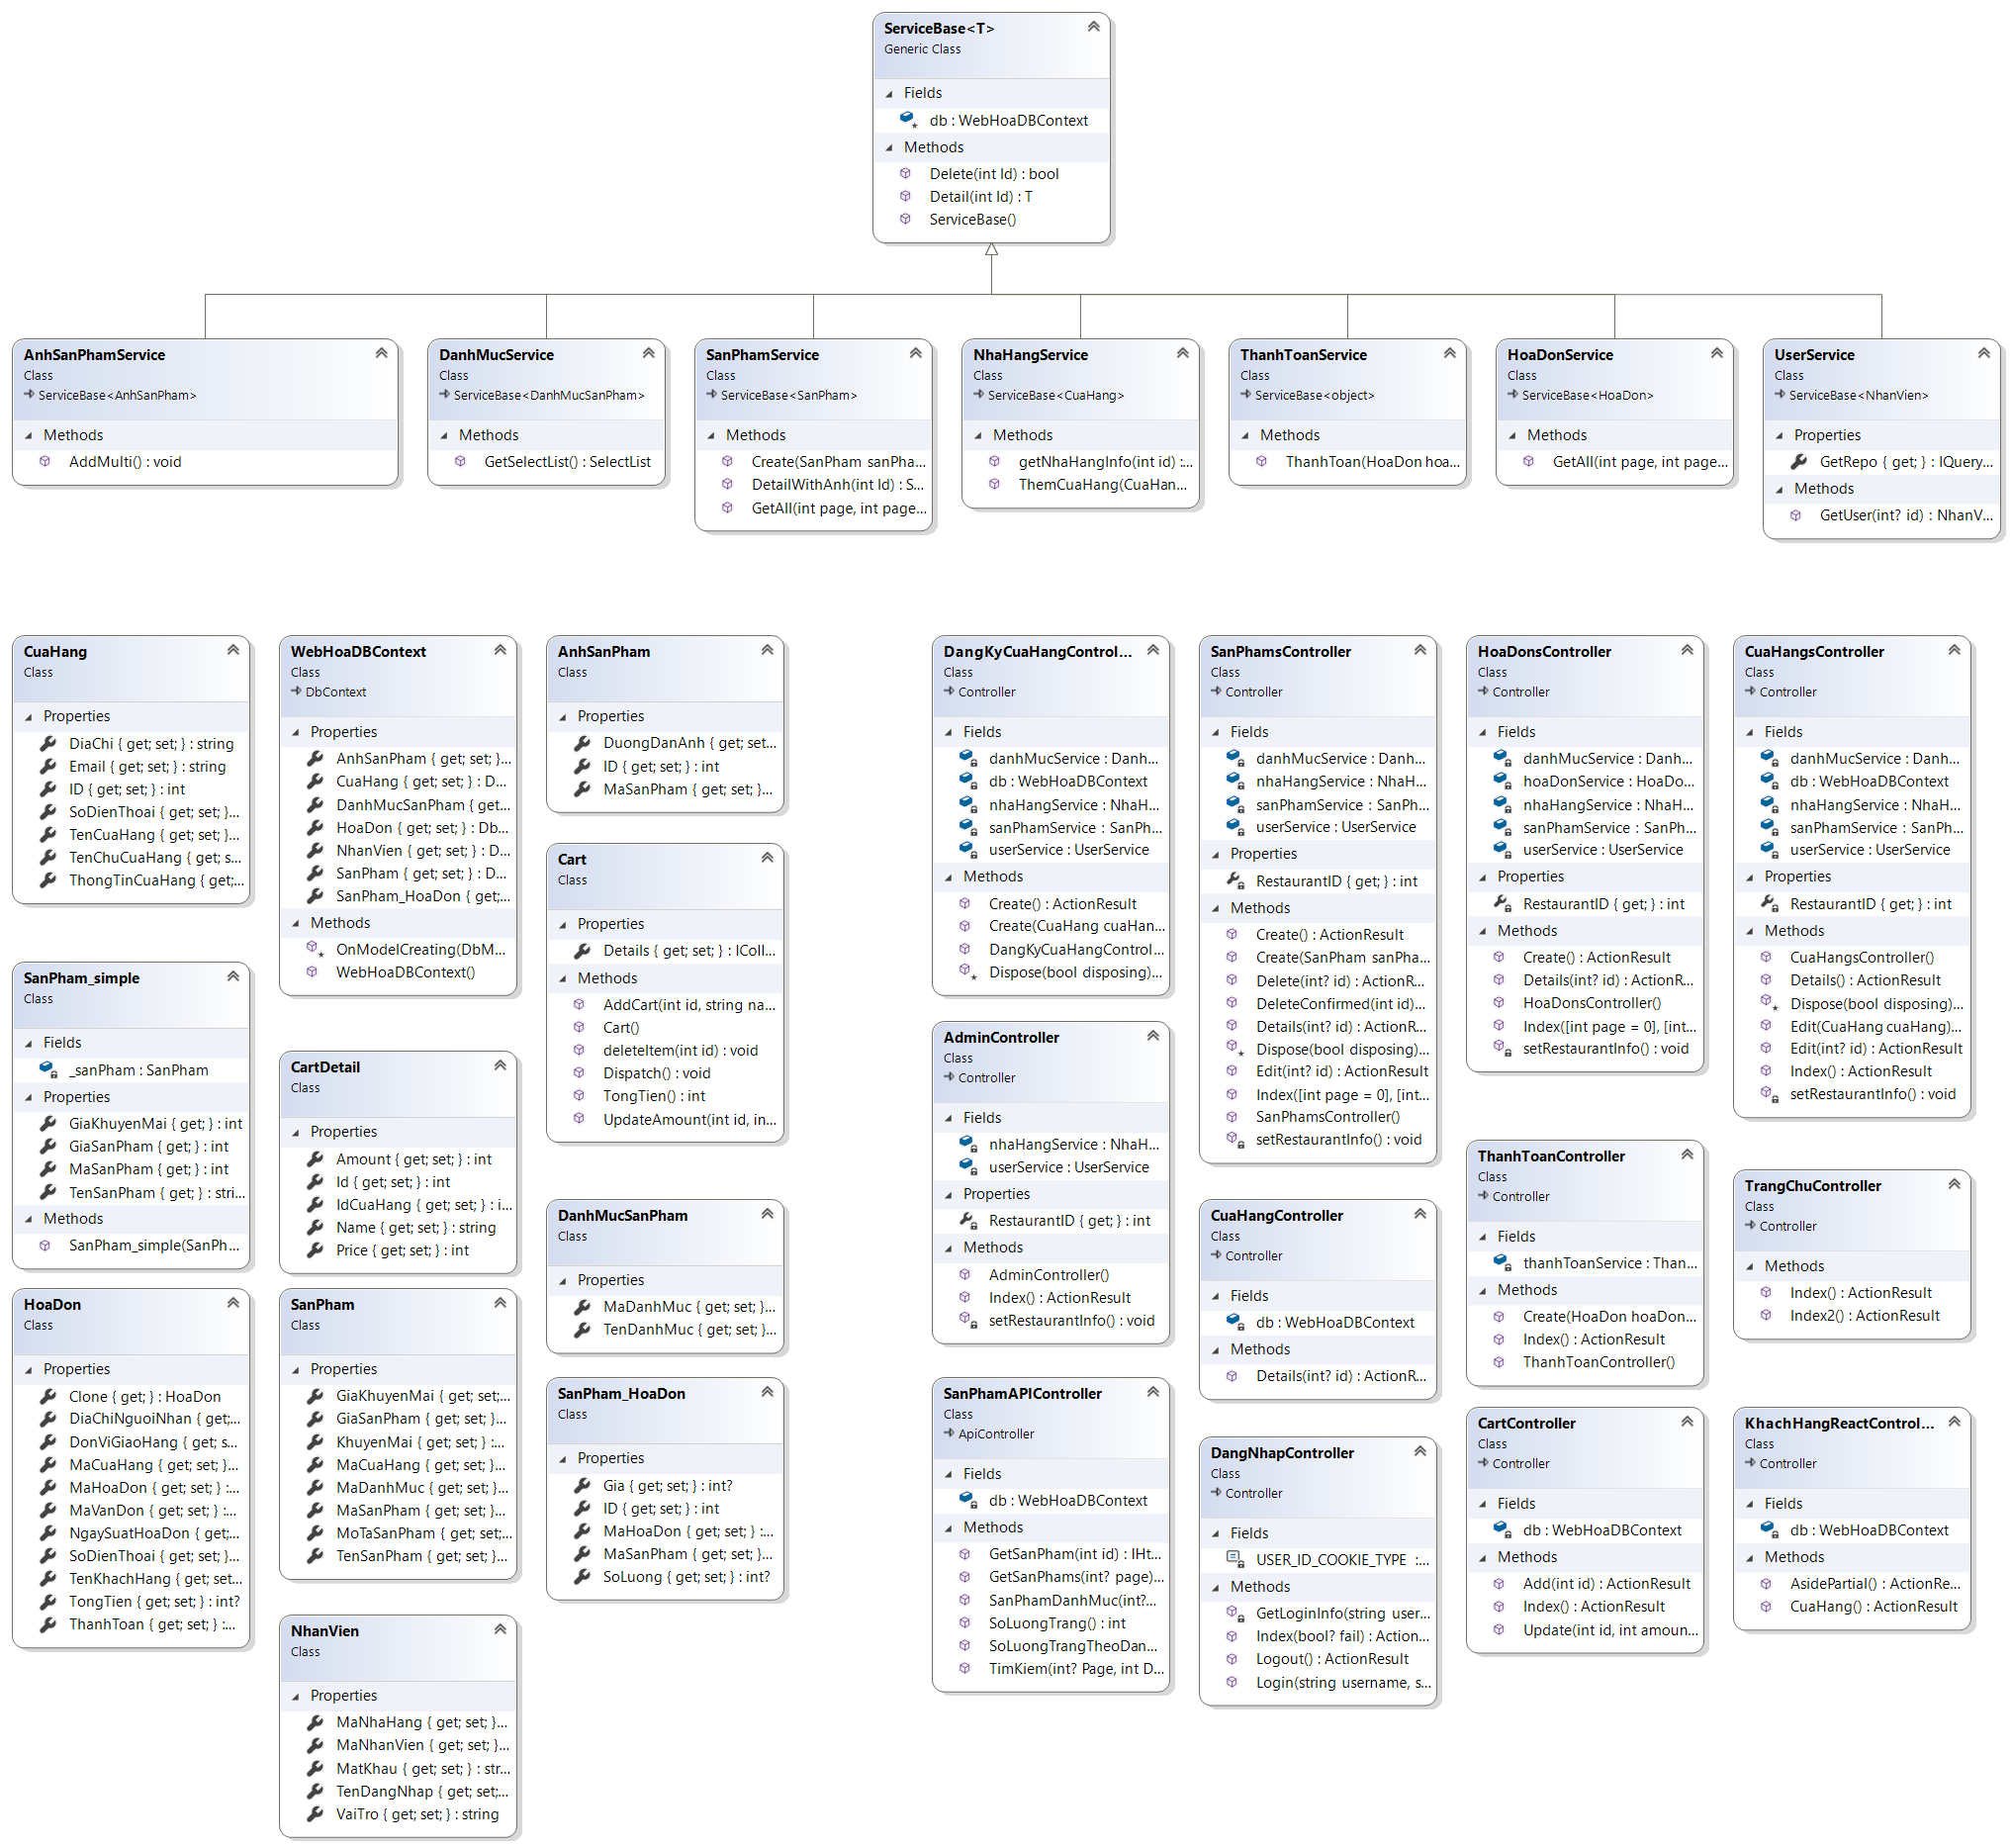 ServiceBase<T>
Generic Class
Fields
db : WebHoaDBContext
Methods
Delete(int Id) : bool
Detail(int Id) : T
ServiceBase()
AnhSanPhamService
Class
ServiceBase<AnhSanPham>
Methods
AddMulti() : void
DanhMucService
Class
ServiceBase<DanhMucSanPham>
Methods
GetSelectList() : SelectList
SanPhamService
Class
ServiceBase<SanPham>
Methods
Create(SanPham sanPha...
DetailWithAnh(int Id) : S...
GetAll(int page, int page...
NhaHangService
Class
ServiceBase<CuaHang>
Methods
getNhaHangInfo(int id) :...
ThemCuaHang(CuaHan...
ThanhToanService
Class
ServiceBase<object>
Methods
ThanhToan(HoaDon hoa...
HoaDonService
Class
ServiceBase<HoaDon>
Methods
GetAll(int page, int page...
UserService
Class
ServiceBase<NhanVien>
Properties
GetRepo { get; } : IQuery...
Methods
GetUser(int? id) : NhanV...
CuaHang
Class
Properties
DiaChi { get; set; } : string
Email { get; set; } : string
ID { get; set; } : int
SoDienThoai { get; set; }...
TenCuaHang { get; set; }...
TenChuCuaHang { get; s...
ThongTinCuaHang { get;...
SanPham_simple
Class
Fields
_sanPham : SanPham
Properties
GiaKhuyenMai { get; } : int
GiaSanPham { get; } : int
MaSanPham { get; } : int
TenSanPham { get; } : stri...
Methods
SanPham_simple(SanPh...
HoaDon
Class
Properties
Clone { get; } : HoaDon
DiaChiNguoiNhan { get;...
DonViGiaoHang { get; s...
MaCuaHang { get; set; }...
MaHoaDon { get; set; } :...
MaVanDon { get; set; } :...
NgaySuatHoaDon { get;...
SoDienThoai { get; set; }...
TenKhachHang { get; set...
TongTien { get; set; } : int?
ThanhToan { get; set; } :...
WebHoaDBContext
Class
DbContext
Properties
AnhSanPham { get; set; }...
CuaHang { get; set; } : D...
DanhMucSanPham { get...
HoaDon { get; set; } : Db...
NhanVien { get; set; } : D...
SanPham { get; set; } : D...
SanPham_HoaDon { get;...
Methods
OnModelCreating(DbM...
WebHoaDBContext()
CartDetail
Class
Properties
Amount { get; set; } : int
Id { get; set; } : int
IdCuaHang { get; set; } : i...
Name { get; set; } : string
Price { get; set; } : int
SanPham
Class
Properties
GiaKhuyenMai { get; set;...
GiaSanPham { get; set; }...
KhuyenMai { get; set; } :...
MaCuaHang { get; set; }...
MaDanhMuc { get; set; }...
MaSanPham { get; set; }...
MoTaSanPham { get; set;...
TenSanPham { get; set; }...
NhanVien
Class
Properties
MaNhaHang { get; set; }...
MaNhanVien { get; set; }...
MatKhau { get; set; } : str...
TenDangNhap { get; set;...
VaiTro { get; set; } : string
AnhSanPham
Class
Properties
DuongDanAnh { get; set...
ID { get; set; } : int
MaSanPham { get; set; }...
Cart
Class
Properties
Details { get; set; } : IColl...
Methods
AddCart(int id, string na...
Cart()
deleteItem(int id) : void
Dispatch() : void
TongTien() : int
UpdateAmount(int id, in...
DanhMucSanPham
Class
Properties
MaDanhMuc { get; set; }...
TenDanhMuc { get; set; }...
SanPham_HoaDon
Class
Properties
Gia { get; set; } : int?
ID { get; set; } : int
MaHoaDon { get; set; } :...
MaSanPham { get; set; }...
SoLuong { get; set; } : int?
DangKyCuaHangControl...
Class
Controller
Fields
danhMucService : Danh...
db : WebHoaDBContext
nhaHangService : NhaH...
sanPhamService : SanPh...
userService : UserService
Methods
Create() : ActionResult
Create(CuaHang cuaHan...
DangKyCuaHangControl...
Dispose(bool disposing)...
AdminController
Class
Controller
Fields
nhaHangService : NhaH...
userService : UserService
Properties
RestaurantID { get; } : int
Methods
AdminController()
Index() : ActionResult
setRestaurantInfo() : void
SanPhamAPIController
Class
ApiController
Fields
db : WebHoaDBContext
Methods
GetSanPham(int id) : IHt...
GetSanPhams(int? page)...
SanPhamDanhMuc(int?...
SoLuongTrang() : int
SoLuongTrangTheoDan...
TimKiem(int? Page, int D...
SanPhamsController
Class
Controller
Fields
danhMucService : Danh...
nhaHangService : NhaH...
sanPhamService : SanPh...
userService : UserService
Properties
RestaurantID { get; } : int
Methods
Create() : ActionResult
Create(SanPham sanPha...
Delete(int? id) : ActionRe...
DeleteConfirmed(int id)...
Details(int? id) : ActionR...
Dispose(bool disposing)...
Edit(int? id) : ActionResult
Index([int page = 0], [int...
SanPhamsController()
setRestaurantInfo() : void
CuaHangController
Class
Controller
Fields
db : WebHoaDBContext
Methods
Details(int? id) : ActionR...
DangNhapController
Class
Controller
Fields
USER_ID_COOKIE_TYPE :...
Methods
GetLoginInfo(string user...
Index(bool? fail) : Action...
Logout() : ActionResult
Login(string username, s...
HoaDonsController
Class
Controller
Fields
danhMucService : Danh...
hoaDonService : HoaDo...
nhaHangService : NhaH...
sanPhamService : SanPh...
userService : UserService
Properties
RestaurantID { get; } : int
Methods
Create() : ActionResult
Details(int? id) : ActionR...
HoaDonsController()
Index([int page = 0], [int...
setRestaurantInfo() : void
ThanhToanController
Class
Controller
Fields
thanhToanService : Than...
Methods
Create(HoaDon hoaDon...
Index() : ActionResult
ThanhToanController()
CartController
Class
Controller
Fields
db : WebHoaDBContext
Methods
Add(int id) : ActionResult
Index() : ActionResult
Update(int id, int amoun...
CuaHangsController
Class
Controller
Fields
danhMucService : Danh...
db : WebHoaDBContext
nhaHangService : NhaH...
sanPhamService : SanPh...
userService : UserService
Properties
RestaurantID { get; } : int
Methods
CuaHangsController()
Details() : ActionResult
Dispose(bool disposing)...
Edit(CuaHang cuaHang)...
Edit(int? id) : ActionResult
Index() : ActionResult
setRestaurantInfo() : void
TrangChuController
Class
Controller
Methods
Index() : ActionResult
Index2() : ActionResult
KhachHangReactControl...
Class
Controller
Fields
db : WebHoaDBContext
Methods
AsidePartial() : ActionRe...
CuaHang() : ActionResult